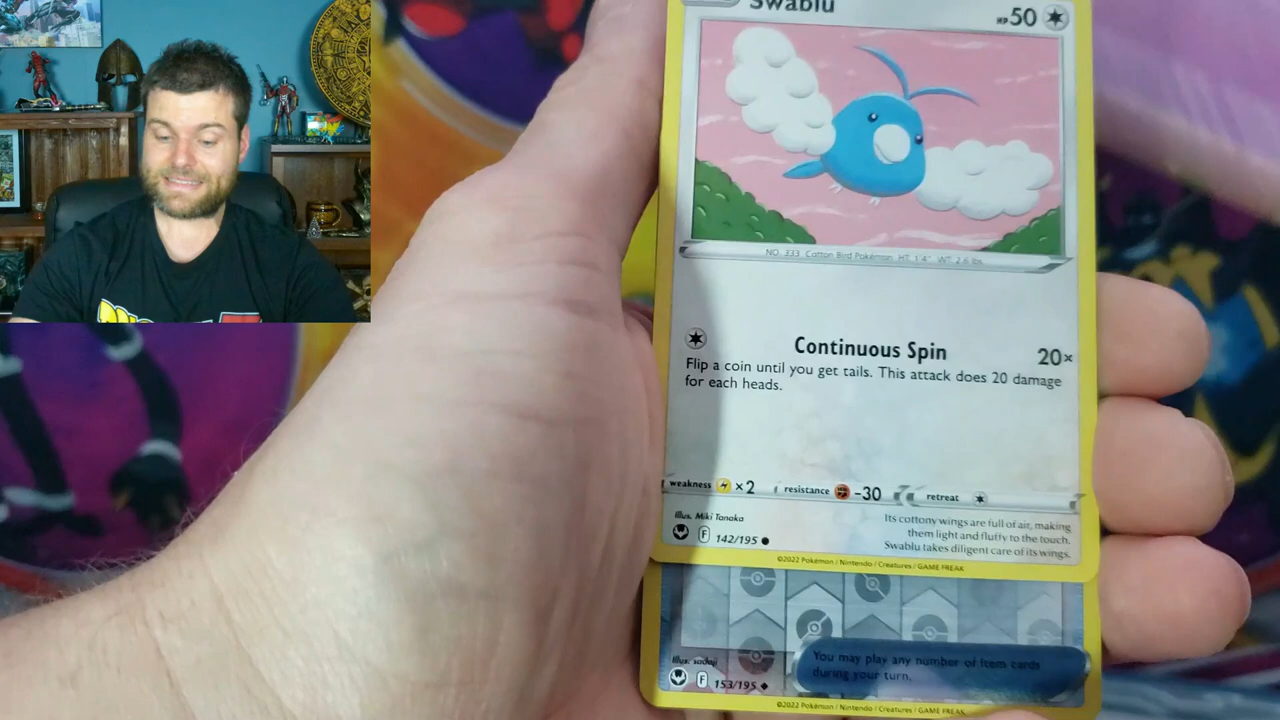 Swablu
HP 50
NO. 333 Cotton Bird Pokémon HT: 1'4" WT: 2.6 lbs.
Continuous Spin 20×
Flip a coin until you get tails. This attack does 20 damage
for each heads.
weakness ×2 resistance -30 retreat
Illus. Miki Tanaka
F 142/195
Its cottony wings are full of air, making
them light and fluffy to the touch.
Swablu takes diligent care of its wings.
©2022 Pokémon / Nintendo / Creatures / GAME FREAK
You may play any number of Item cards
during your turn.
Illus. sadaji
F 153/195
©2022 Pokémon / Nintendo / Creatures / GAME FREAK